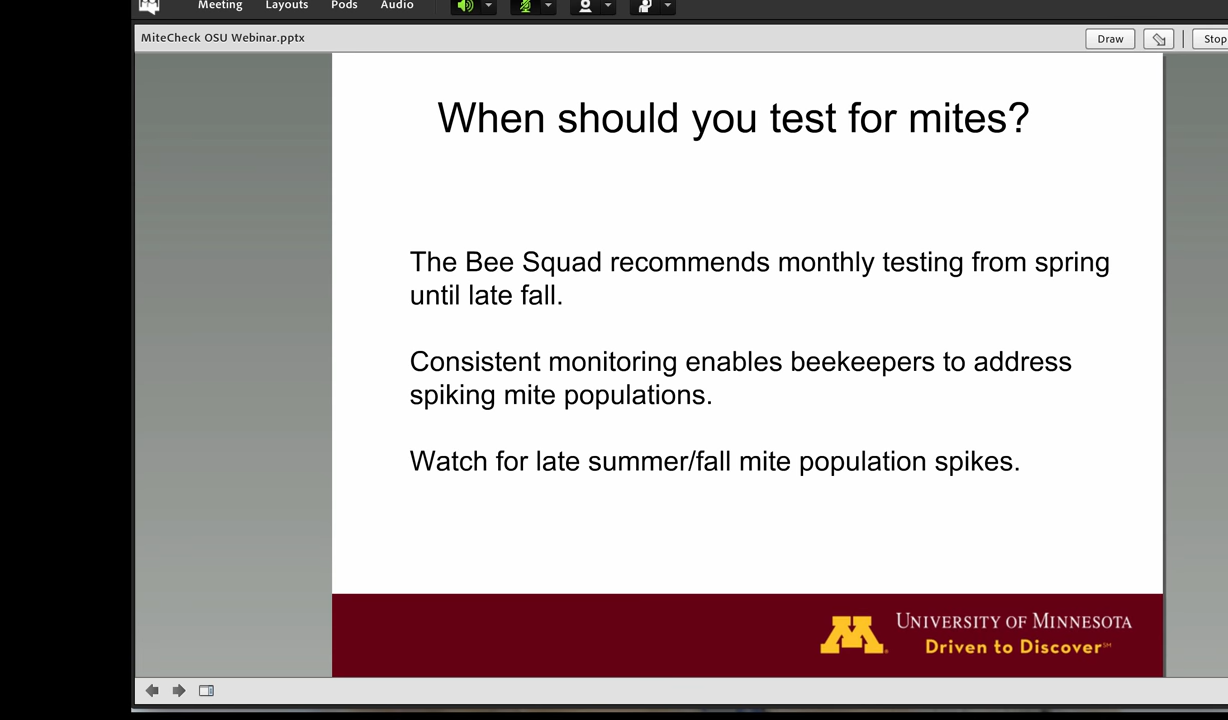 Meeting Layouts Pods Audio
MiteCheck OSU Webinar.pptx Draw Stop
When should you test for mites?
The Bee Squad recommends monthly testing from spring
until late fall.
Consistent monitoring enables beekeepers to address
spiking mite populations.
Watch for late summer/fall mite population spikes.
UNIVERSITY OF MINNESOTA
Driven to Discover℠